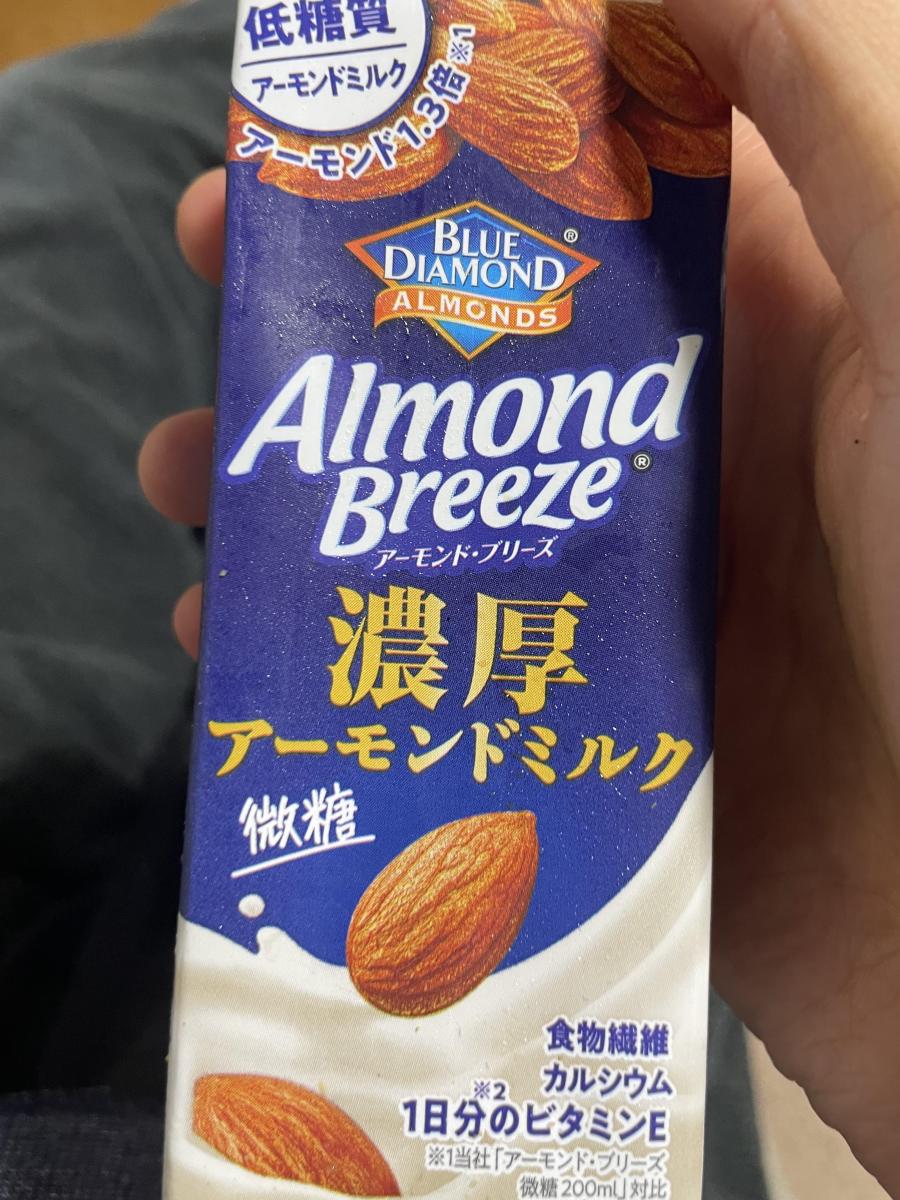 低糖質
アーモンドミルク
アーモンド1.3倍※1
BLUE
DIAMOND®
ALMONDS
Almond
Breeze®
アーモンド・ブリーズ
濃厚
アーモンドミルク
微糖
食物繊維
カルシウム
1日分※2のビタミンE
※1当社「アーモンド・ブリーズ
微糖 200ml」対比